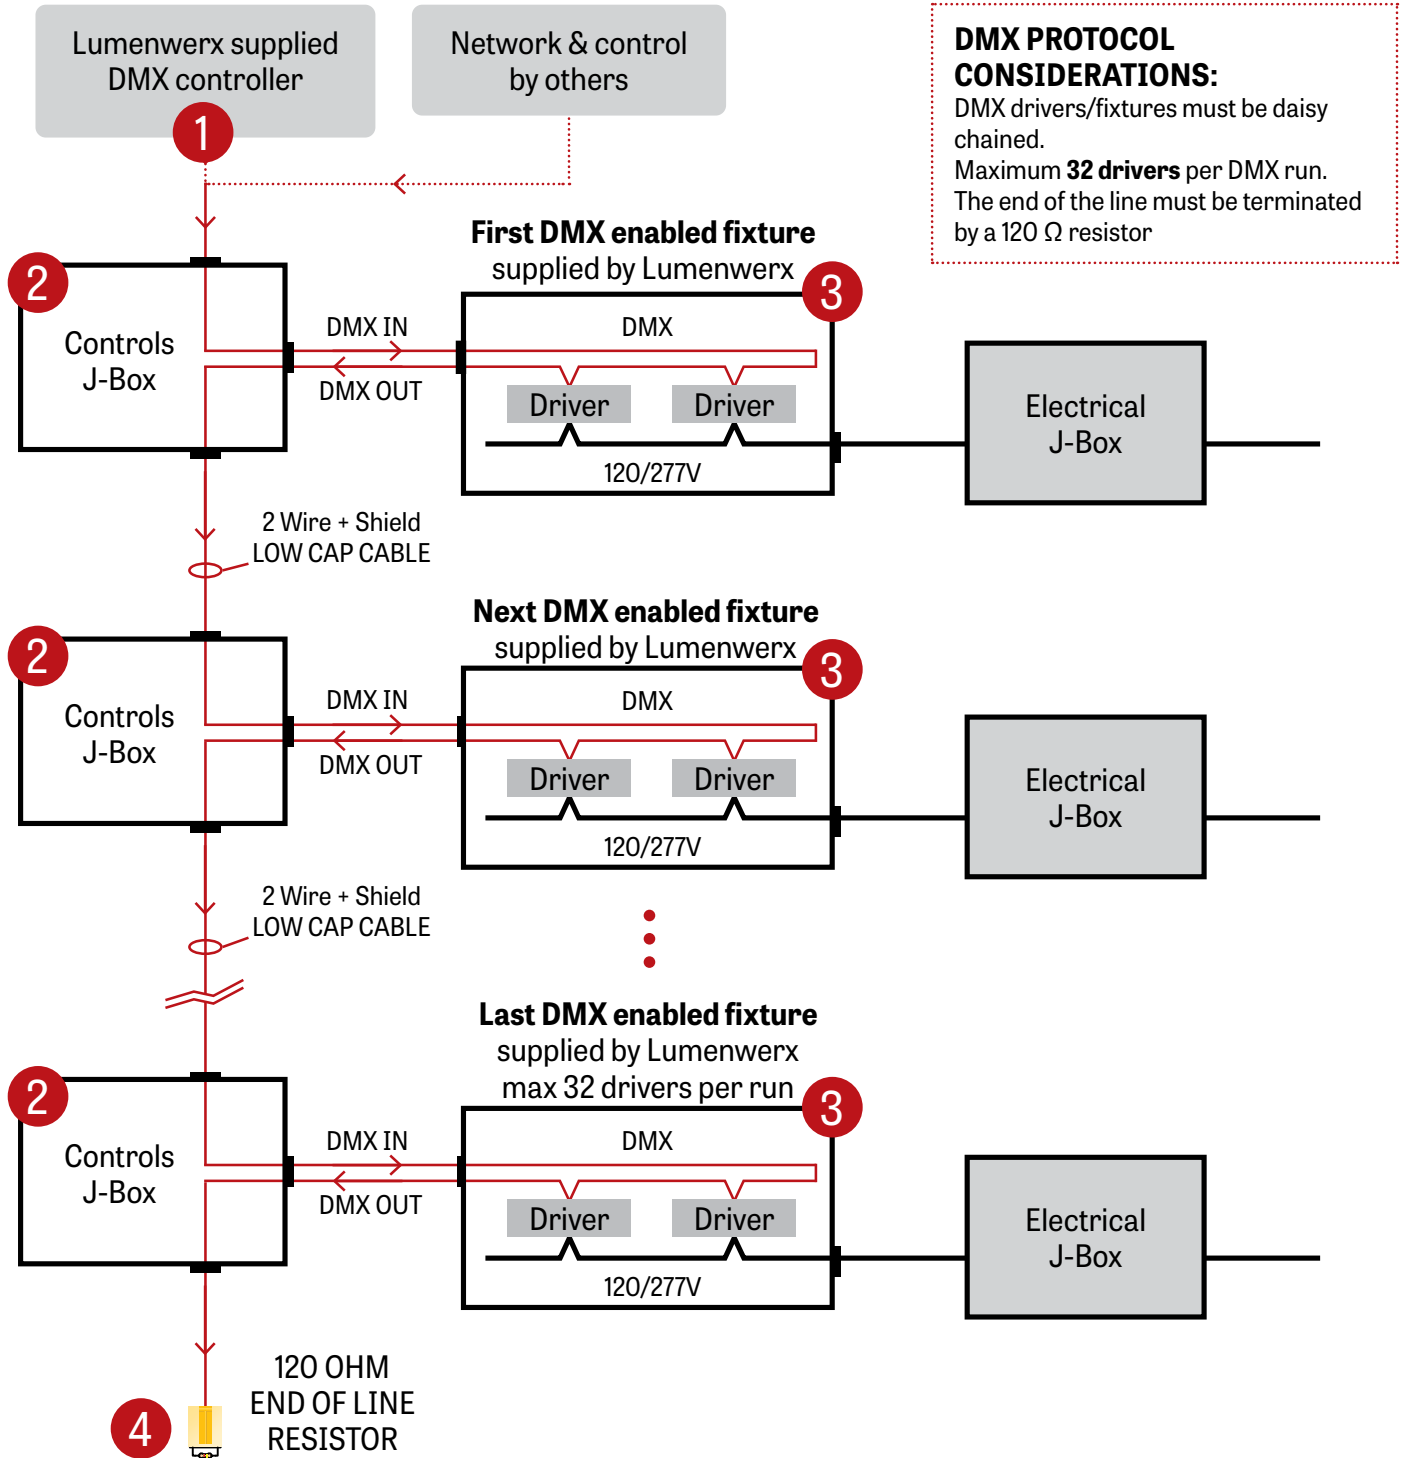 Lumenwerx supplied
DMX controller
1
Network & control
by others
DMX PROTOCOL
CONSIDERATIONS:
DMX drivers/fixtures must be daisy
chained.
Maximum 32 drivers per DMX run.
The end of the line must be terminated
by a 120 Ω resistor
First DMX enabled fixture
supplied by Lumenwerx
2
Controls
J-Box
DMX IN
DMX OUT
3
DMX
Driver
Driver
120/277V
Electrical
J-Box
2 Wire + Shield
LOW CAP CABLE
Next DMX enabled fixture
supplied by Lumenwerx
2
Controls
J-Box
DMX IN
DMX OUT
3
DMX
Driver
Driver
120/277V
Electrical
J-Box
2 Wire + Shield
LOW CAP CABLE
Last DMX enabled fixture
supplied by Lumenwerx
max 32 drivers per run
2
Controls
J-Box
DMX IN
DMX OUT
3
DMX
Driver
Driver
120/277V
Electrical
J-Box
4
120 OHM
END OF LINE
RESISTOR